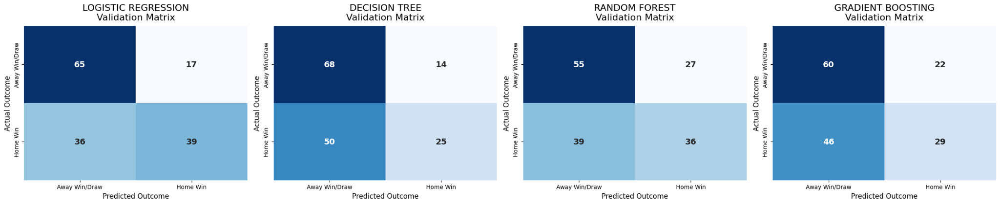 LOGISTIC REGRESSION
Validation Matrix
Actual Outcome
Away Win/Draw
Home Win
65
17
36
39
Away Win/Draw
Home Win
Predicted Outcome
DECISION TREE
Validation Matrix
Actual Outcome
Away Win/Draw
Home Win
68
14
50
25
Away Win/Draw
Home Win
Predicted Outcome
RANDOM FOREST
Validation Matrix
Actual Outcome
Away Win/Draw
Home Win
55
27
39
36
Away Win/Draw
Home Win
Predicted Outcome
GRADIENT BOOSTING
Validation Matrix
Actual Outcome
Away Win/Draw
Home Win
60
22
46
29
Away Win/Draw
Home Win
Predicted Outcome